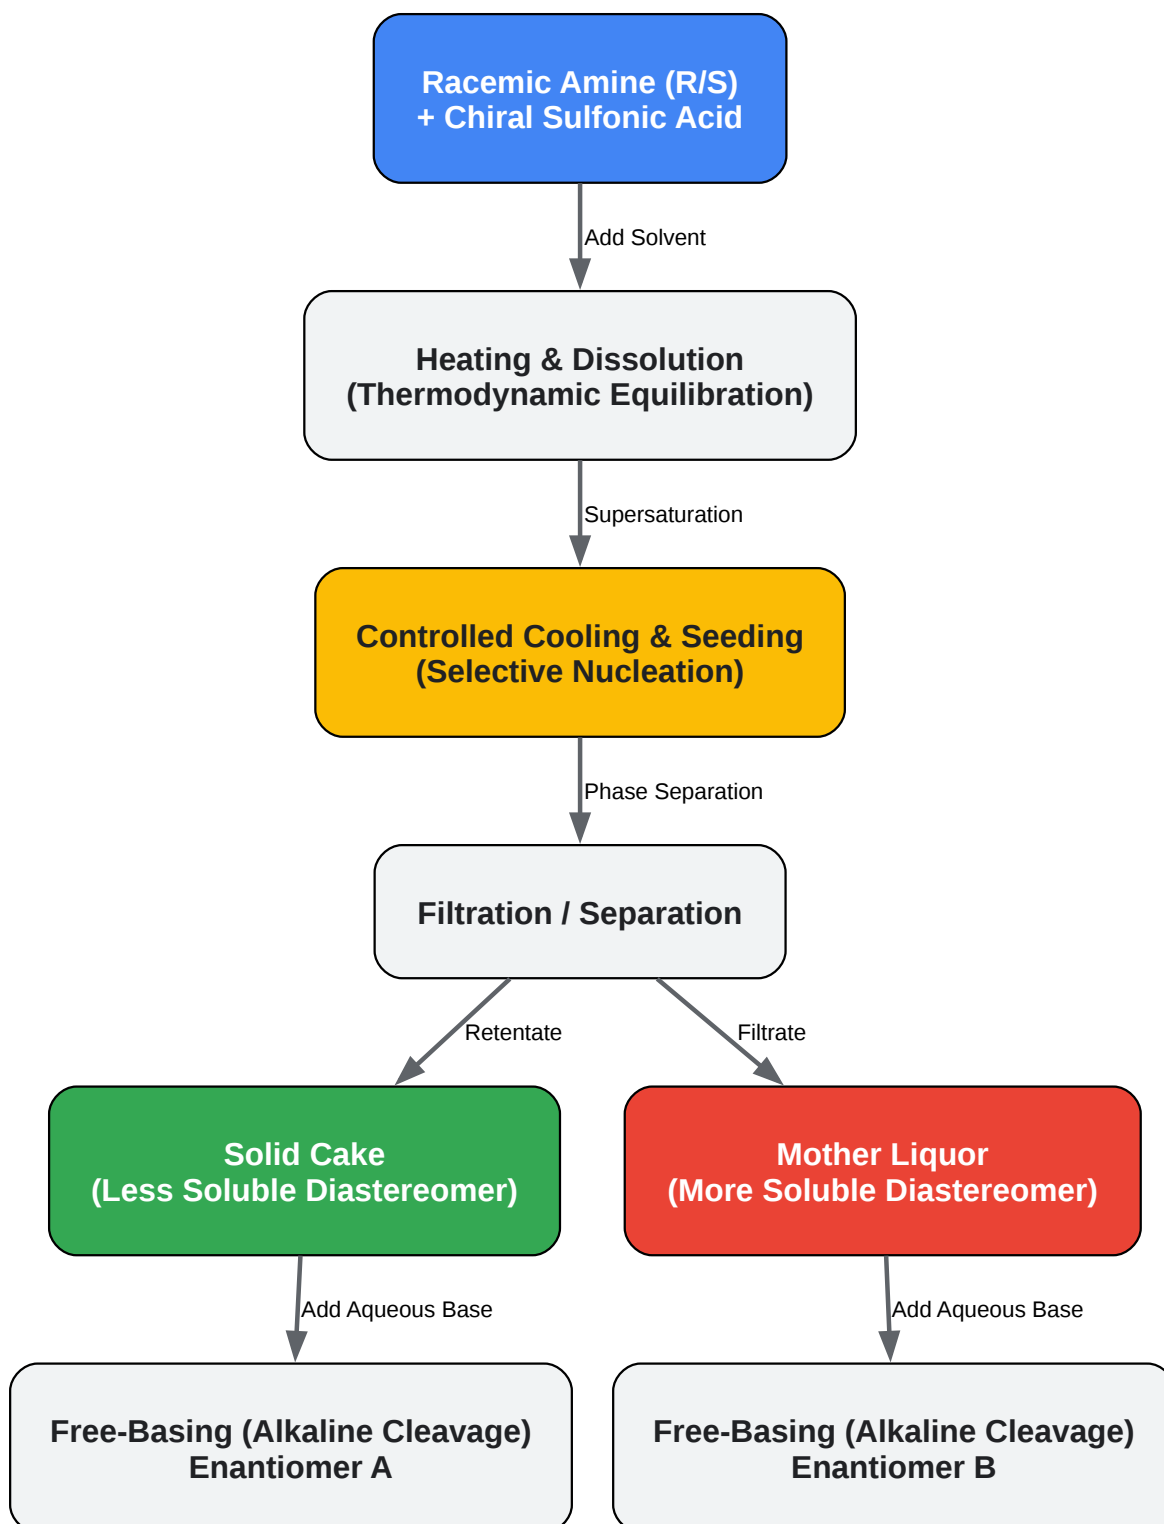 Racemic Amine (R/S)
+ Chiral Sulfonic Acid
Add Solvent
Heating & Dissolution
(Thermodynamic Equilibration)
Supersaturation
Controlled Cooling & Seeding
(Selective Nucleation)
Phase Separation
Filtration / Separation
Retentate
Filtrate
Solid Cake
(Less Soluble Diastereomer)
Mother Liquor
(More Soluble Diastereomer)
Add Aqueous Base
Add Aqueous Base
Free-Basing (Alkaline Cleavage)
Enantiomer A
Free-Basing (Alkaline Cleavage)
Enantiomer B